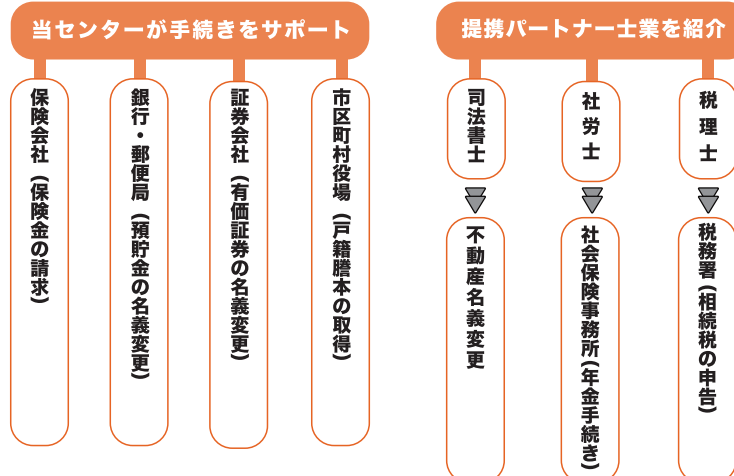 当センターが手続きをサポート
保険会社(保険金の請求)
銀行・郵便局(預貯金の名義変更)
証券会社(有価証券の名義変更)
市区町村役場(戸籍謄本の取得)
提携パートナー士業を紹介
司法書士
不動産名義変更
社労士
社会保険事務所(年金手続き)
税理士
税務署(相続税の申告)